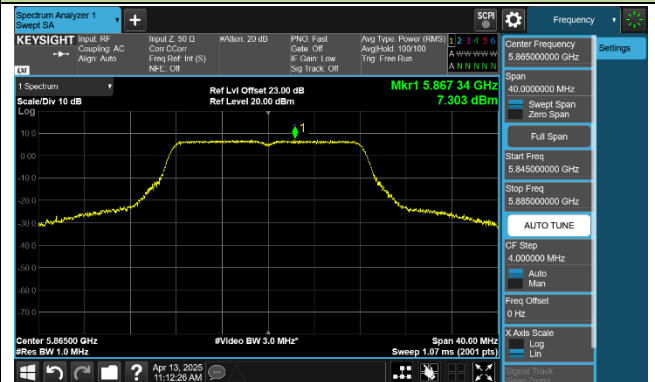 Spectrum Analyzer 1
Swept SA
SCPI
Frequency
KEYSIGHT
Input: RF
Coupling: AC
Align: Auto
Input Z: 50 Ω
Corr CCorr
Freq Ref: Int (S)
NFE: Off
#Atten: 20 dB
PNO: Fast
Gate: Off
IF Gain: Low
Sig Track: Off
Avg Type: Power (RMS)
Avg|Hold: 100/100
Trig: Free Run
1 2 3 4 5 6
A W W W W W
A N N N N N
LXI
1 Spectrum
Scale/Div 10 dB
Log
Ref Lvl Offset 23.00 dB
Ref Level 20.00 dBm
Mkr1 5.867 34 GHz
7.303 dBm
1
10.0
0.00
-10.0
-20.0
-30.0
-40.0
-50.0
-60.0
-70.0
Center 5.86500 GHz
#Res BW 1.0 MHz
#Video BW 3.0 MHz*
Span 40.00 MHz
Sweep 1.07 ms (2001 pts)
Apr 13, 2025
11:12:26 AM
Center Frequency
5.865000000 GHz
Span
40.0000000 MHz
Swept Span
Zero Span
Full Span
Start Freq
5.845000000 GHz
Stop Freq
5.885000000 GHz
AUTO TUNE
CF Step
4.000000 MHz
Auto
Man
Freq Offset
0 Hz
X Axis Scale
Log
Lin
Signal Track
Settings